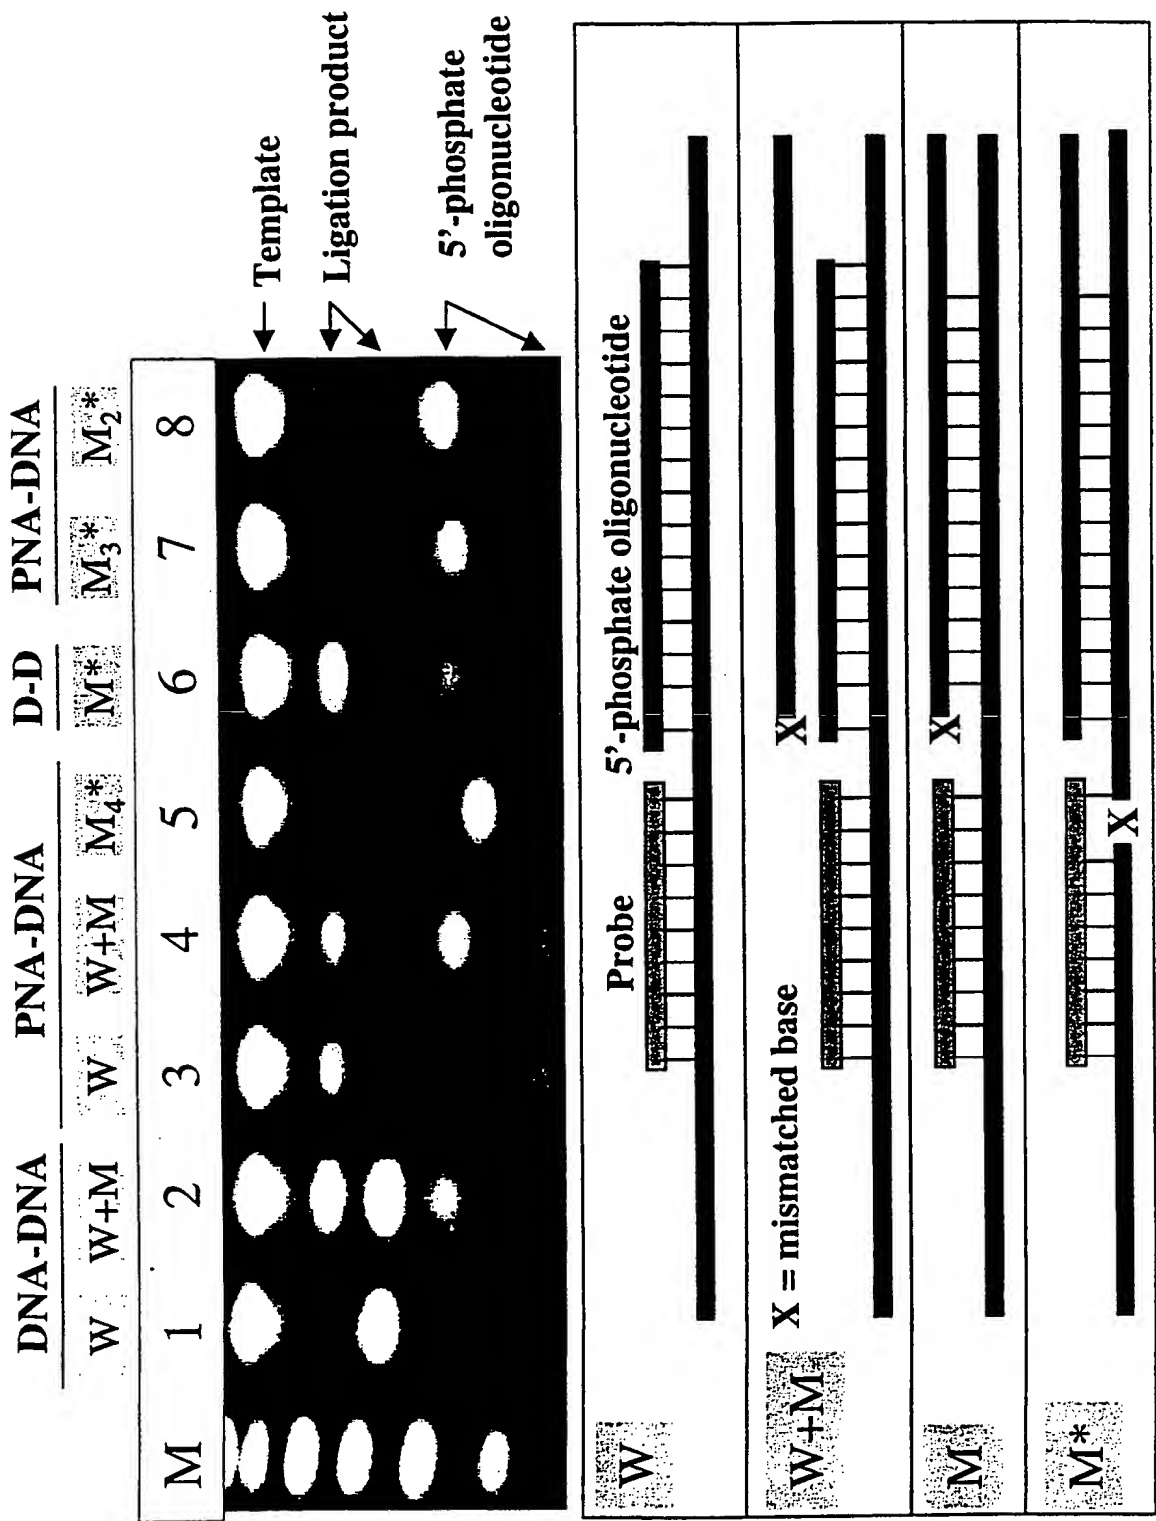 DNA-DNA PNA-DNA D-D PNA-DNA
W W+M W W+M M4* M* M3* M2*
M 1 2 3 4 5 6 7 8
Template
Ligation product
5'-phosphate
oligonucleotide
W
Probe 5'-phosphate oligonucleotide
W+M
X = mismatched base
X
M
X
M*
X